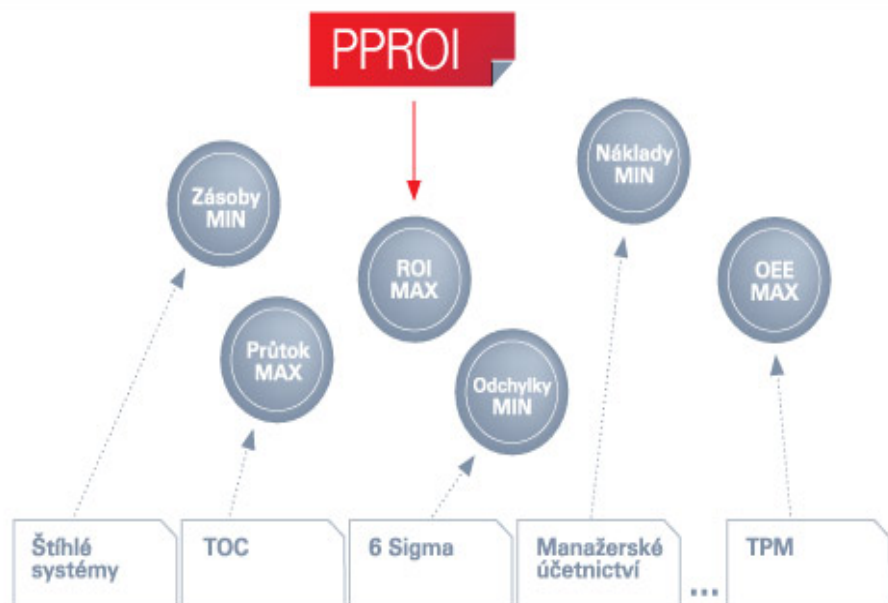 PPROI
Zásoby
MIN
Náklady
MIN
ROI
MAX
OEE
MAX
Průtok
MAX
Odchylky
MIN
Štíhlé
systémy
TOC
6 Sigma
Manažerské
účetnictví
...
TPM